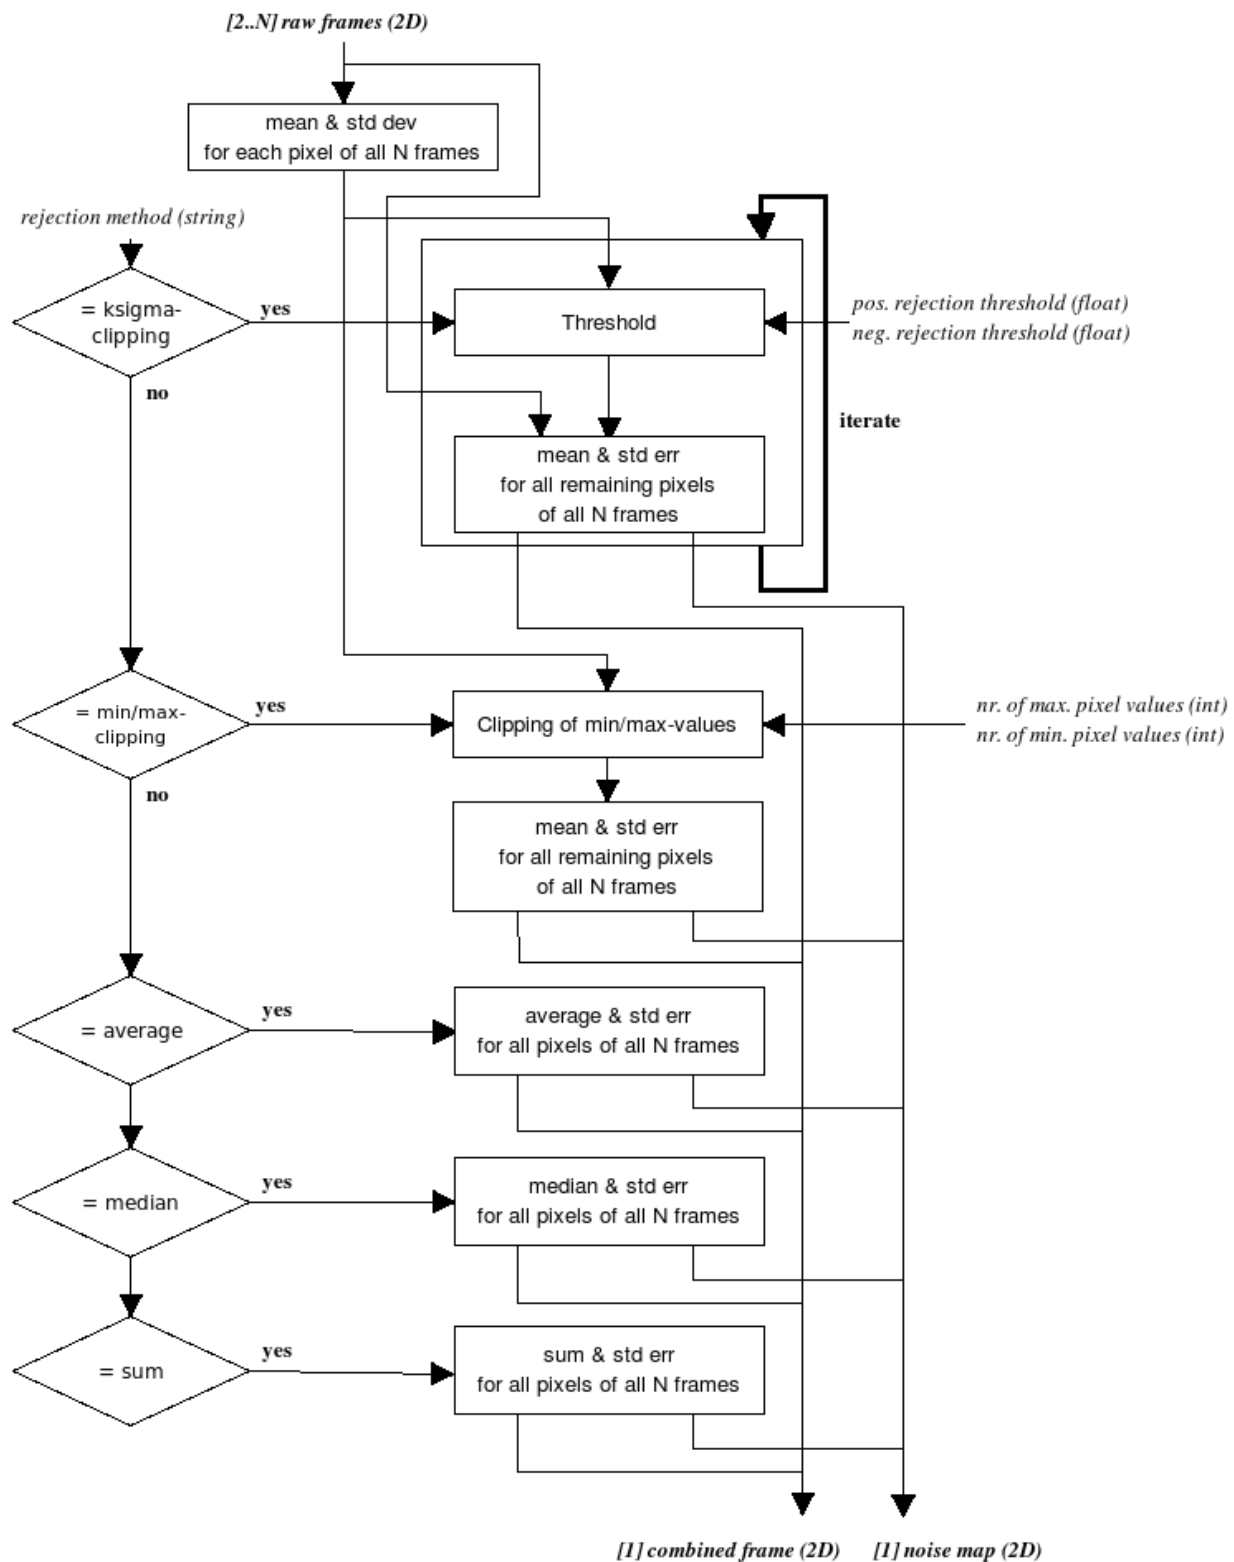 [2..N] raw frames (2D)
mean & std dev
for each pixel of all N frames
rejection method (string)
= ksigma-
clipping
yes
Threshold
pos. rejection threshold (float)
neg. rejection threshold (float)
no
iterate
mean & std err
for all remaining pixels
of all N frames
= min/max-
clipping
yes
Clipping of min/max-values
nr. of max. pixel values (int)
nr. of min. pixel values (int)
no
mean & std err
for all remaining pixels
of all N frames
= average
yes
average & std err
for all pixels of all N frames
= median
yes
median & std err
for all pixels of all N frames
= sum
yes
sum & std err
for all pixels of all N frames
[1] combined frame (2D)
[1] noise map (2D)